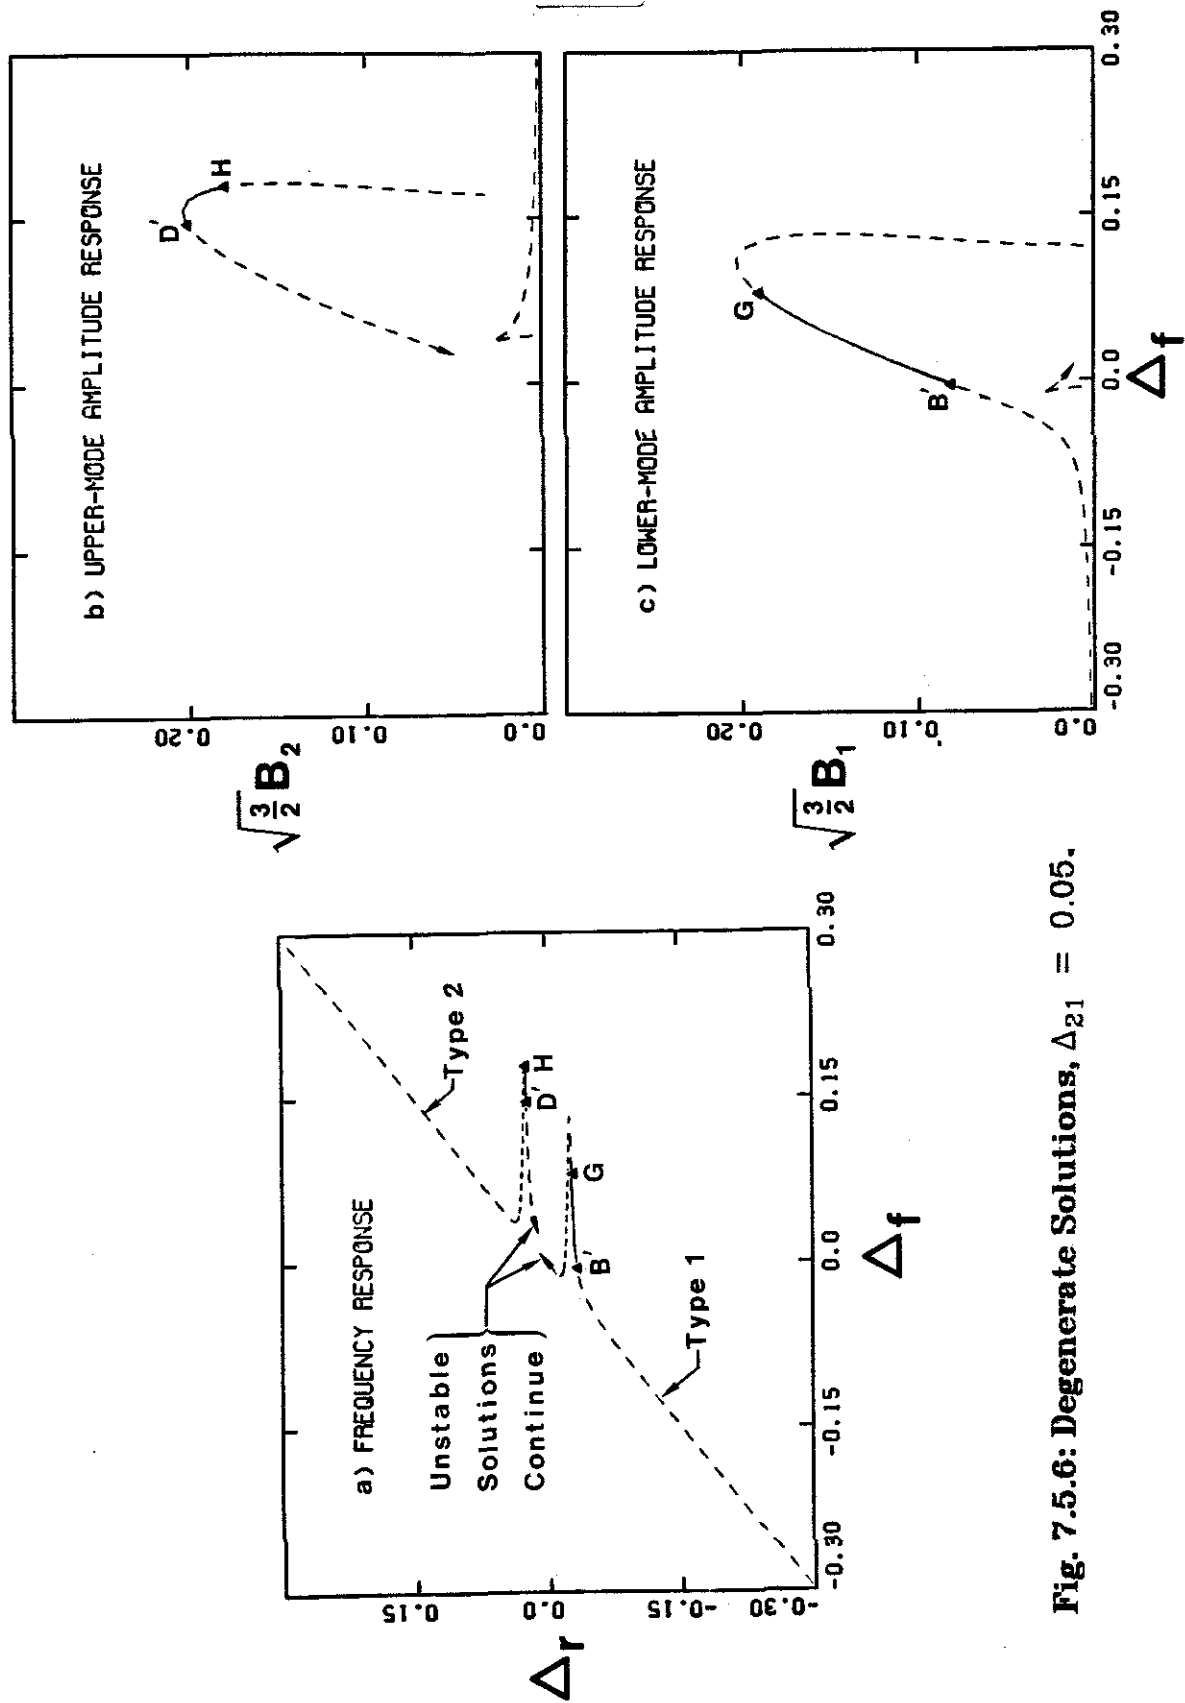 a) FREQUENCY RESPONSE
Unstable
Solutions
Continue
Type 2
Type 1
D'
H
G
B'
Δr
0.15
0.0
-0.15
-0.30
-0.30
-0.15
0.0
0.15
0.30
Δf
b) UPPER-MODE AMPLITUDE RESPONSE
D'
H
√3/2 B2
0.20
0.10
0.0
c) LOWER-MODE AMPLITUDE RESPONSE
G
B'
√3/2 B1
0.20
0.10
0.0
-0.30
-0.15
0.0
0.15
0.30
Δf
Fig. 7.5.6: Degenerate Solutions, Δ21 = 0.05.